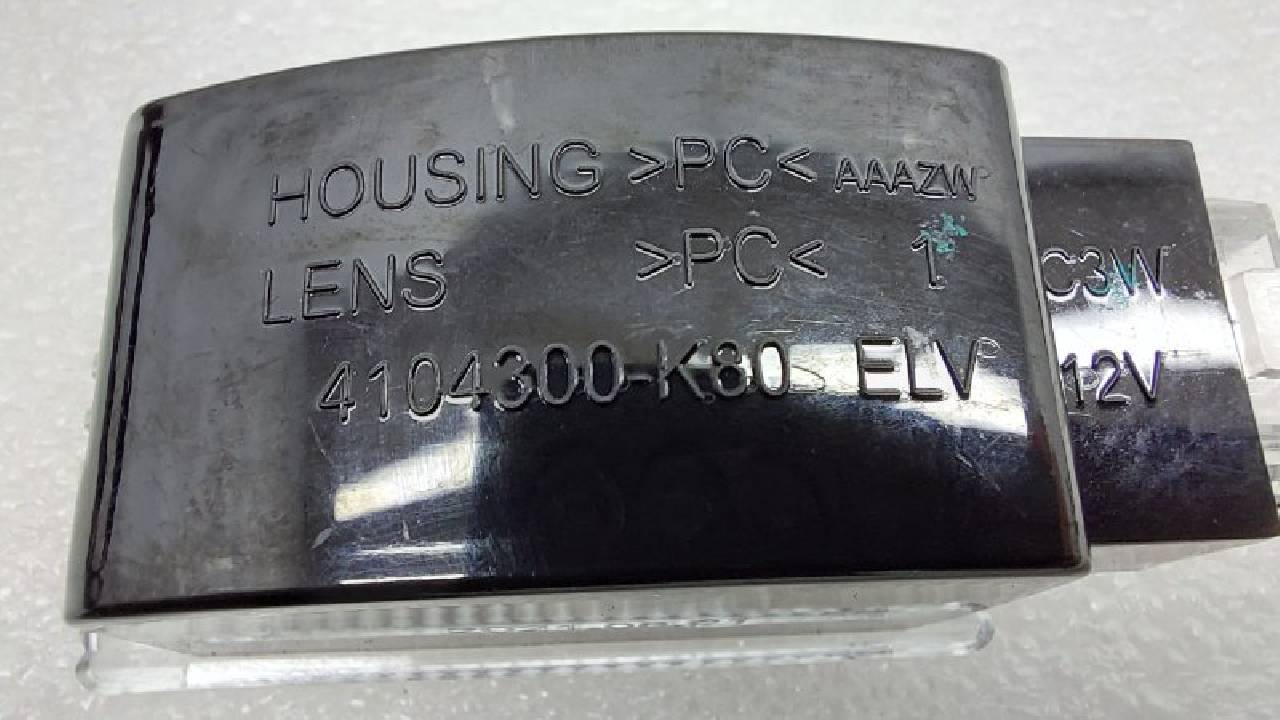 HOUSING >PC< AAAZW
LENS >PC< 1
4104300-K80 ELV
C3W
12V